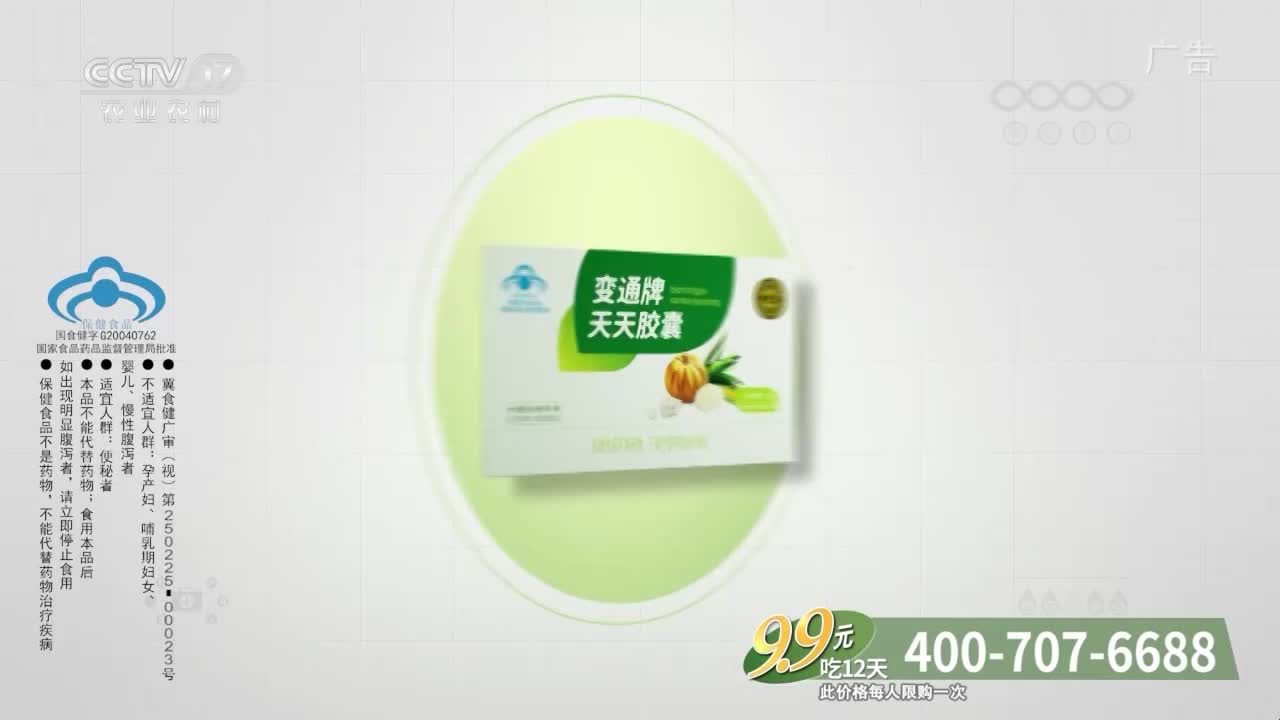 CCTV 17
农业农村
广告
保健食品
国食健字G20040762
国家食品药品监督管理局批准
●冀食健广审（视）第250225-00023号
●不适宜人群：孕产妇、哺乳期妇女、
婴儿、慢性腹泻者
●适宜人群：便秘者
●本品不能代替药物；食用本品后
如出现明显腹泻者，请立即停止食用
●保健食品不是药物，不能代替药物治疗疾病
变通牌
天天胶囊
9.9元
吃12天
400-707-6688
此价格每人限购一次